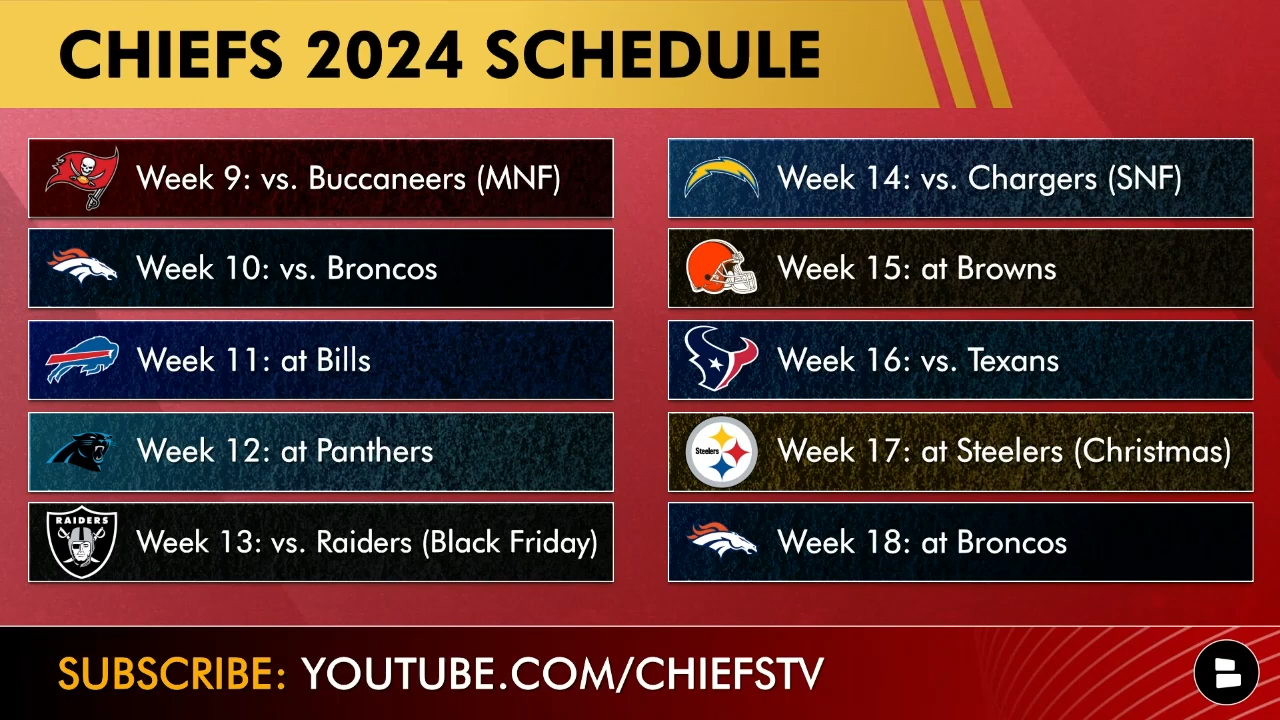 CHIEFS 2024 SCHEDULE
Week 9: vs. Buccaneers (MNF)
Week 10: vs. Broncos
Week 11: at Bills
Week 12: at Panthers
RAIDERS
Week 13: vs. Raiders (Black Friday)
Week 14: vs. Chargers (SNF)
Week 15: at Browns
Week 16: vs. Texans
Steelers
Week 17: at Steelers (Christmas)
Week 18: at Broncos
SUBSCRIBE: YOUTUBE.COM/CHIEFSTV